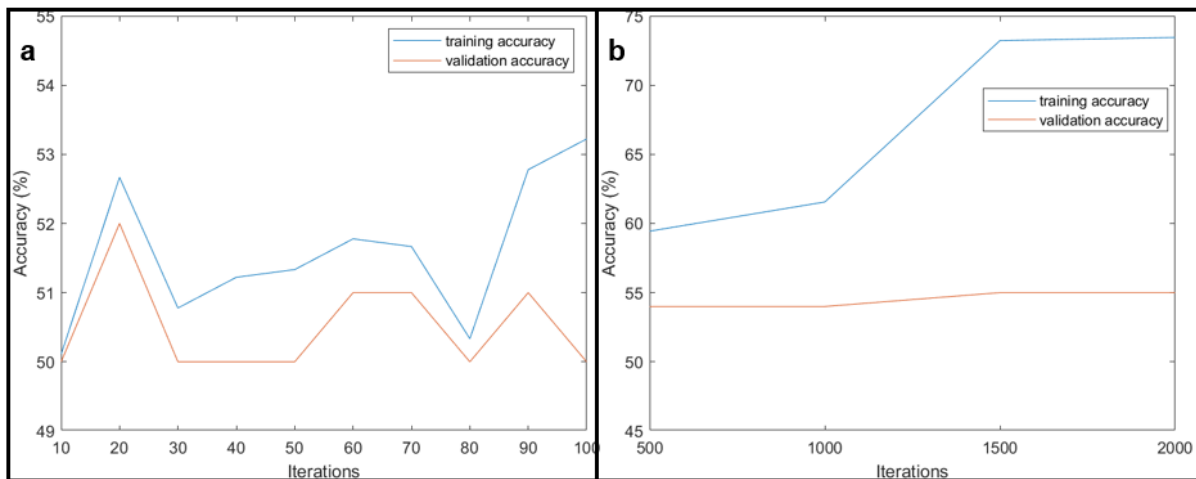 a
55
54
53
52
51
50
49
Accuracy (%)
training accuracy
validation accuracy
10 20 30 40 50 60 70 80 90 100
Iterations
b
75
70
65
60
55
50
45
Accuracy (%)
training accuracy
validation accuracy
500 1000 1500 2000
Iterations